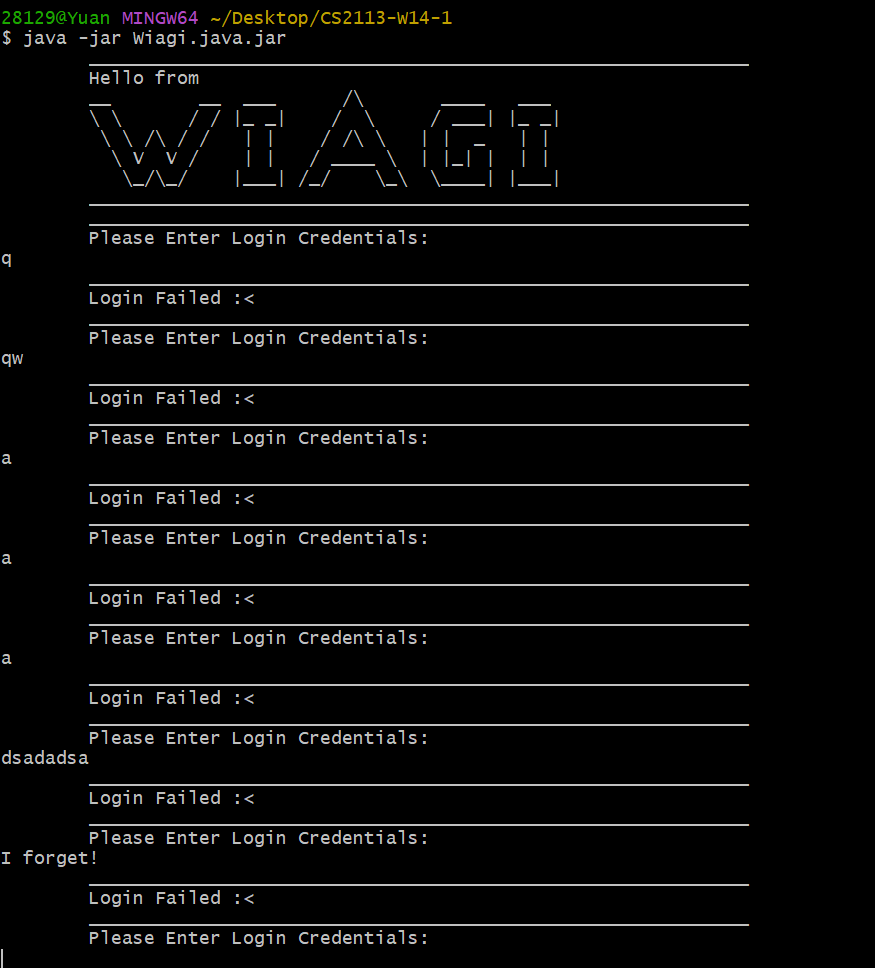 28129@Yuan MINGW64 ~/Desktop/CS2113-W14-1
$ java -jar Wiagi.java.jar
Hello from
WIAGI
Please Enter Login Credentials:
q
Login Failed :<
Please Enter Login Credentials:
qw
Login Failed :<
Please Enter Login Credentials:
a
Login Failed :<
Please Enter Login Credentials:
a
Login Failed :<
Please Enter Login Credentials:
a
Login Failed :<
Please Enter Login Credentials:
dsadadsa
Login Failed :<
Please Enter Login Credentials:
I forget!
Login Failed :<
Please Enter Login Credentials: